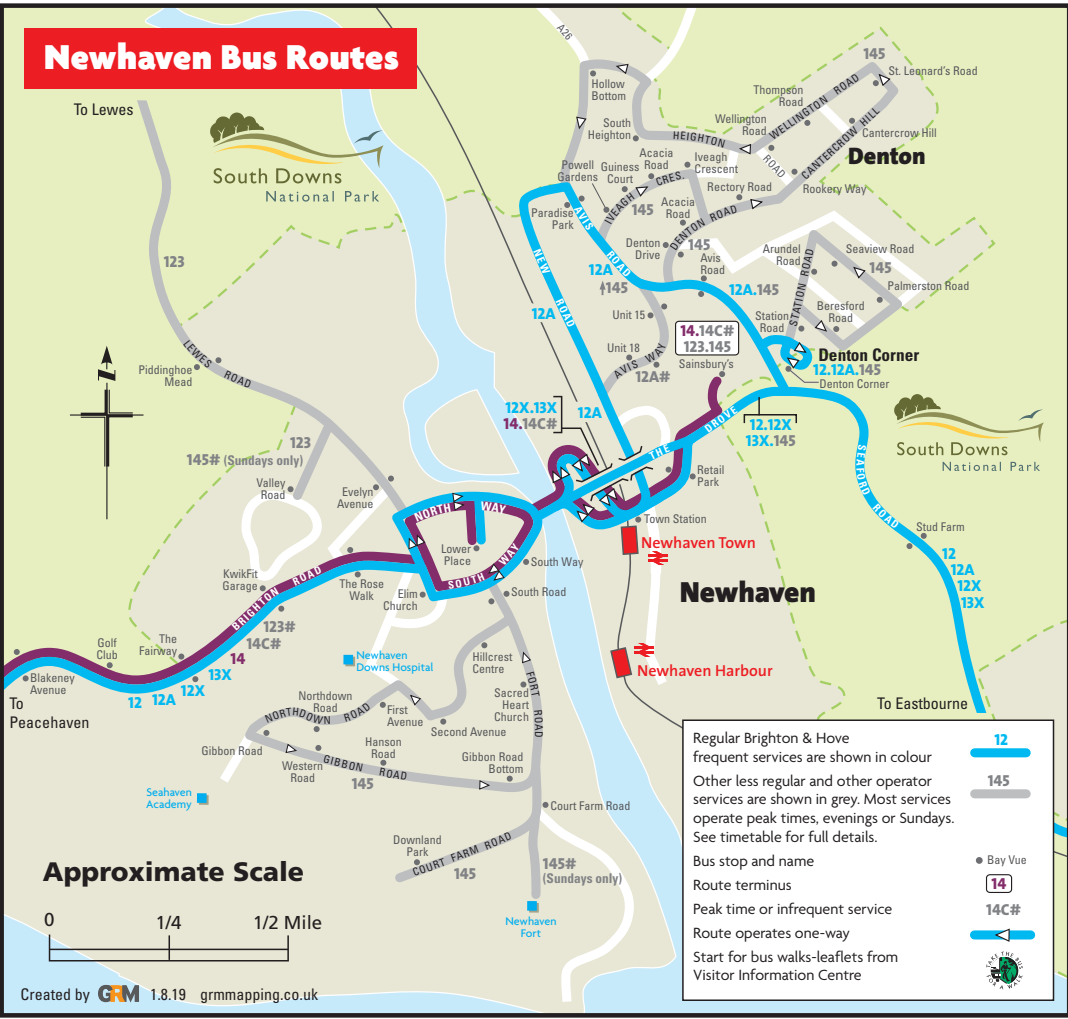 Newhaven Bus Routes
To Lewes
A26
South Downs
National Park
145
St. Leonard's Road
Hollow
Bottom
Thompson
Road
WELLINGTON ROAD
South
Heighton
Wellington
Road
HEIGHTON
ROAD
CANTERCROW HILL
Cantercrow Hill
Denton
Powell
Gardens
Guiness
Court
Acacia
Road
Iveagh
Crescent
Rectory Road
Rookery Way
IVEAGH CRES.
145
Paradise
Park
AVIS ROAD
Acacia
Road
DENTON ROAD
145
Denton
Drive
Avis
Road
Arundel
Road
Seaview Road
145
Palmerston Road
STATION ROAD
Beresford
Road
Station
Road
NEW ROAD
123
12A
145
12A.145
12A
Unit 15
Unit 18
AVIS WAY
12A#
14.14C#
123.145
Sainsbury's
Denton Corner
12.12A.145
Denton Corner
LEWES ROAD
Piddinghoe
Mead
N
12X.13X
14.14C#
12A
THE DROVE
12.12X
13X.145
South Downs
National Park
SEAFORD ROAD
123
145# (Sundays only)
Valley
Road
Evelyn
Avenue
Retail
Park
NORTH WAY
Town Station
Stud Farm
Lower
Place
SOUTH WAY
South Way
Newhaven Town
12
12A
12X
13X
KwikFit
Garage
The Rose
Walk
Elim
Church
South Road
Newhaven
BRIGHTON ROAD
123#
14C#
14
Golf
Club
The
Fairway
13X
12X
12A
12
Blakeney
Avenue
To
Peacehaven
Newhaven
Downs Hospital
Hillcrest
Centre
Newhaven Harbour
FORT ROAD
Sacred
Heart
Church
Northdown
Road
NORTHDOWN ROAD
First
Avenue
Second Avenue
To Eastbourne
Gibbon Road
Western
Road
Hanson
Road
GIBBON ROAD
145
Gibbon Road
Bottom
Seahaven
Academy
Court Farm Road
Downland
Park
COURT FARM ROAD
145
145#
(Sundays only)
Newhaven
Fort
Approximate Scale
0 1/4 1/2 Mile
Created by GRM 1.8.19 grmmapping.co.uk
Regular Brighton & Hove
frequent services are shown in colour
12
Other less regular and other operator
services are shown in grey. Most services
operate peak times, evenings or Sundays.
See timetable for full details.
145
Bus stop and name
Bay Vue
Route terminus
14
Peak time or infrequent service
14C#
Route operates one-way
Start for bus walks-leaflets from
Visitor Information Centre
TAKE THE BUS
FOR A WALK